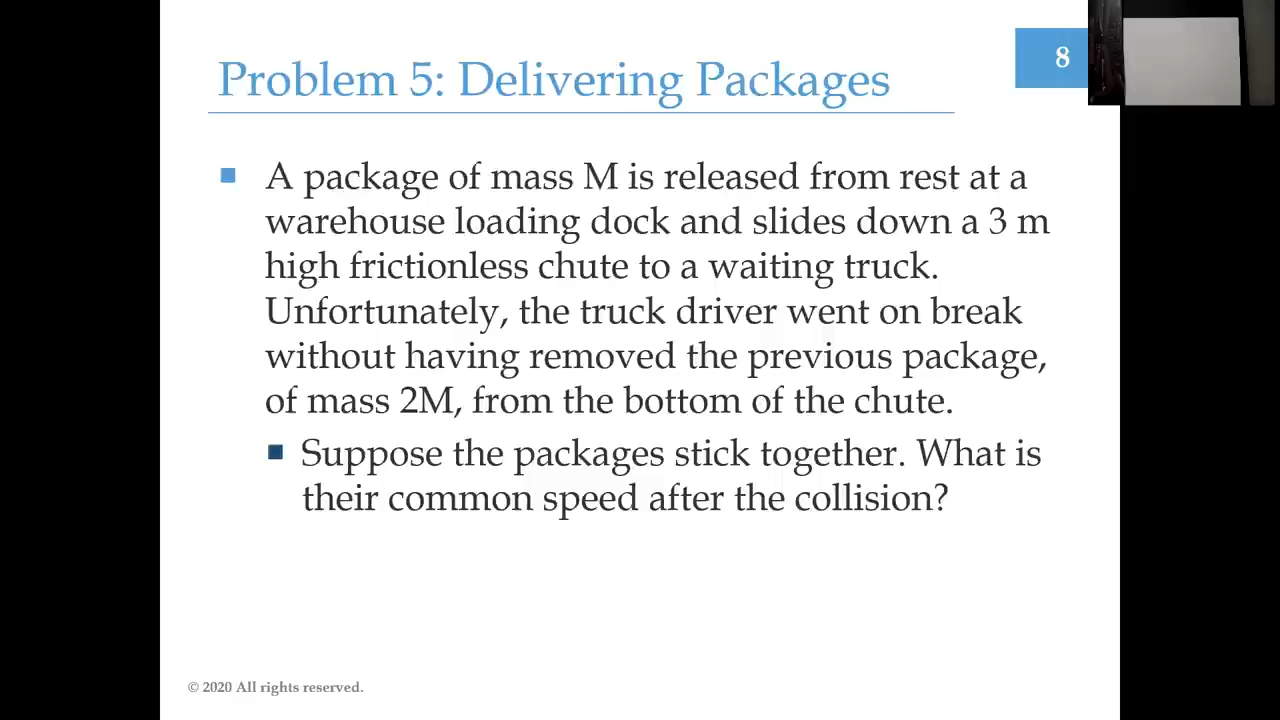 Problem 5: Delivering Packages
8
■ A package of mass M is released from rest at a
warehouse loading dock and slides down a 3 m
high frictionless chute to a waiting truck.
Unfortunately, the truck driver went on break
without having removed the previous package,
of mass 2M, from the bottom of the chute.
■ Suppose the packages stick together. What is
their common speed after the collision?
© 2020 All rights reserved.